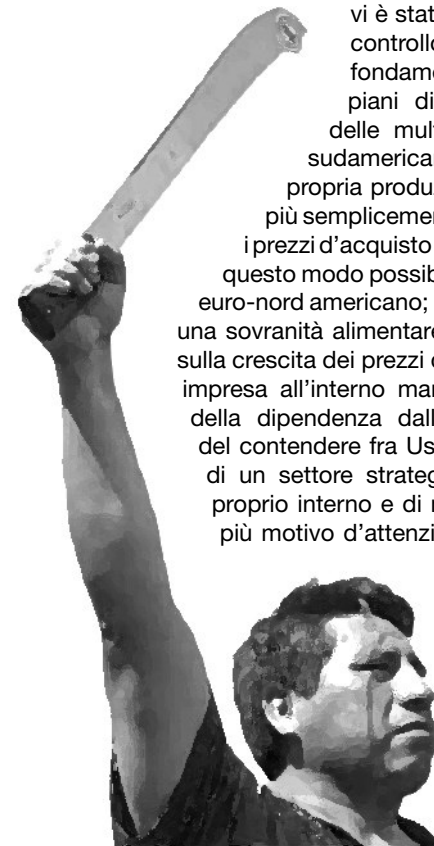 vi è stat
controllo
fondame
piani di
delle mul
sudamerica
propria produ
più semplicemen
i prezzi d'acquisto
questo modo possib
euro-nord americano;
una sovranità alimentare
sulla crescita dei prezzi
impresa all'interno mar
della dipendenza dall
del contendere fra Us
di un settore strateg
proprio interno e di
più motivo d'attenzi